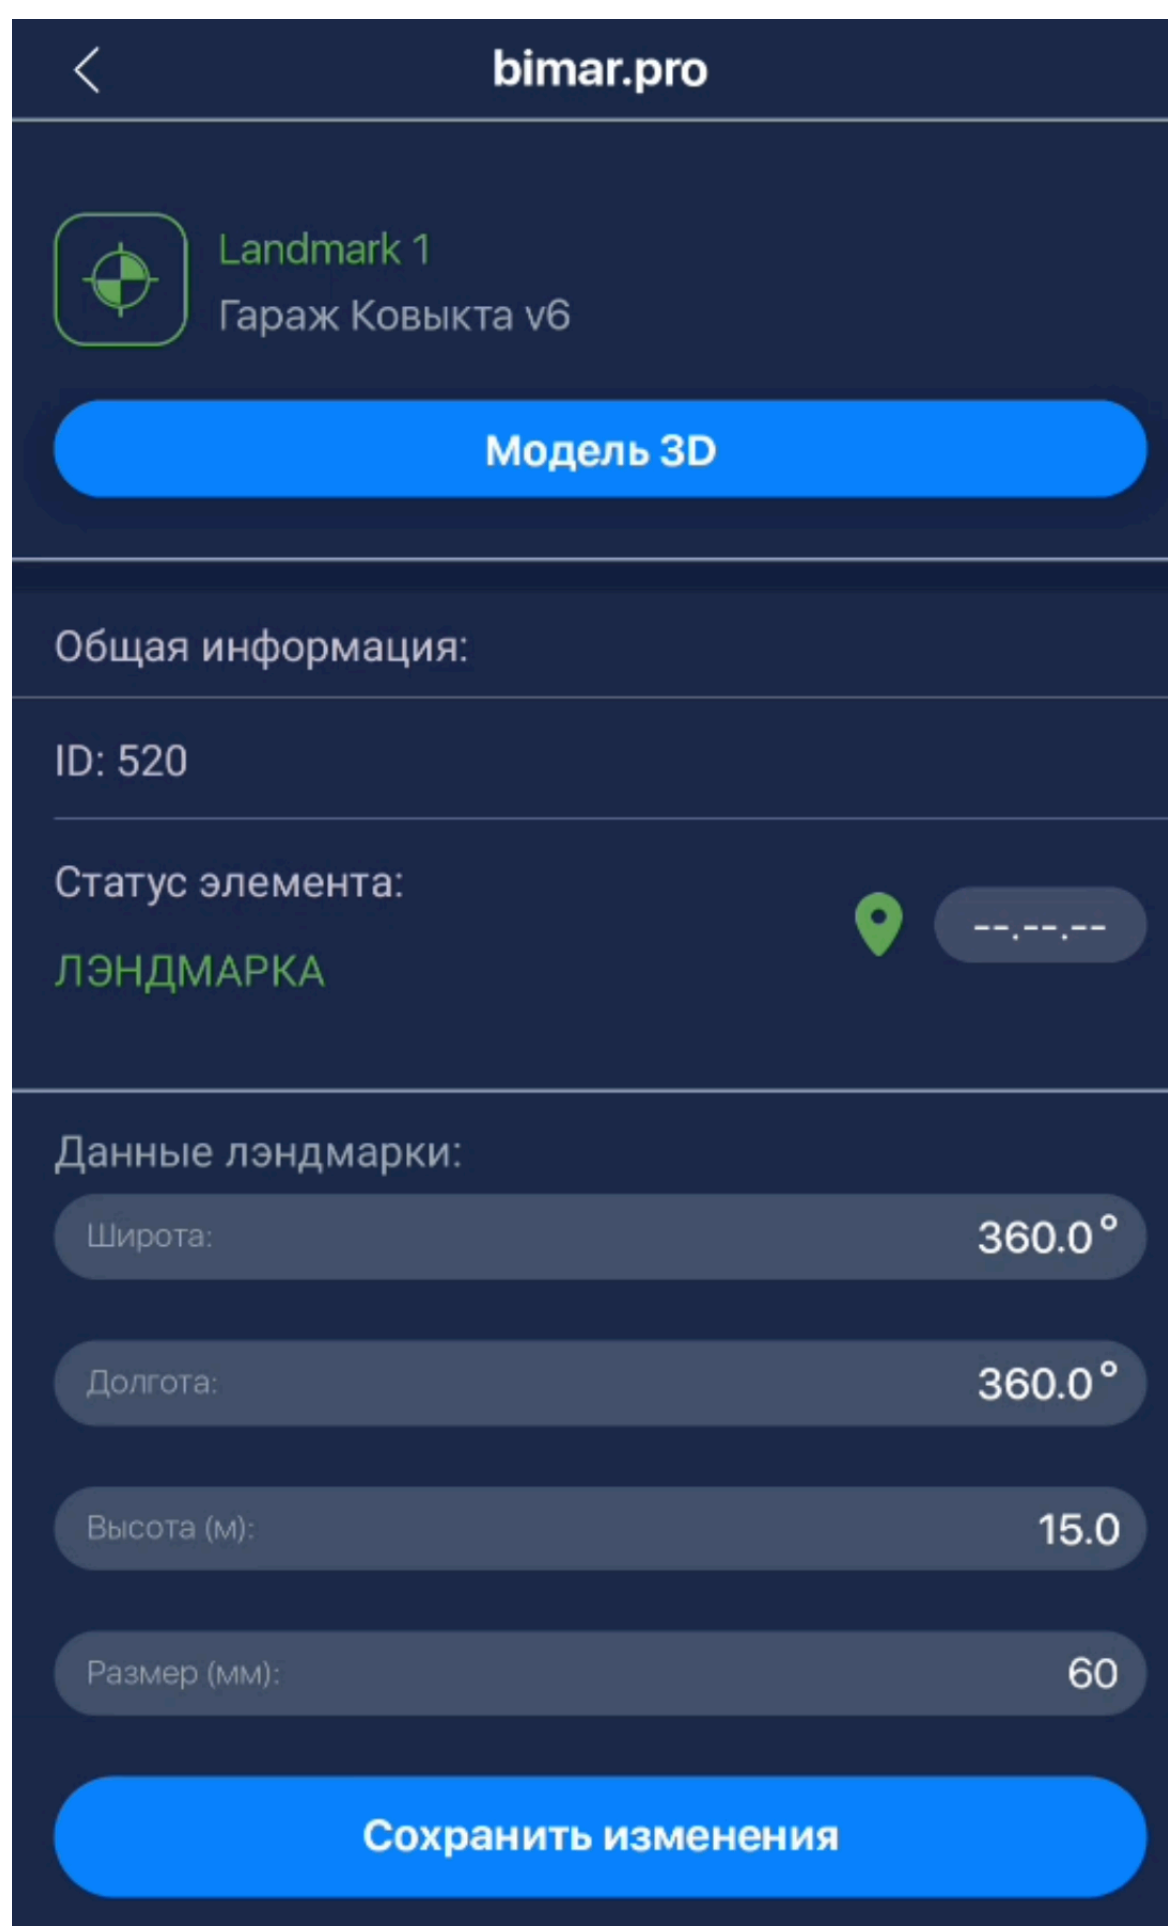 bimar.pro
Landmark 1
Гараж Ковыкта v6
Модель 3D
Общая информация:
ID: 520
Статус элемента:
--.--.--
ЛЭНДМАРКА
Данные лэндмарки:
Широта: 360.0°
Долгота: 360.0°
Высота (м): 15.0
Размер (мм): 60
Сохранить изменения